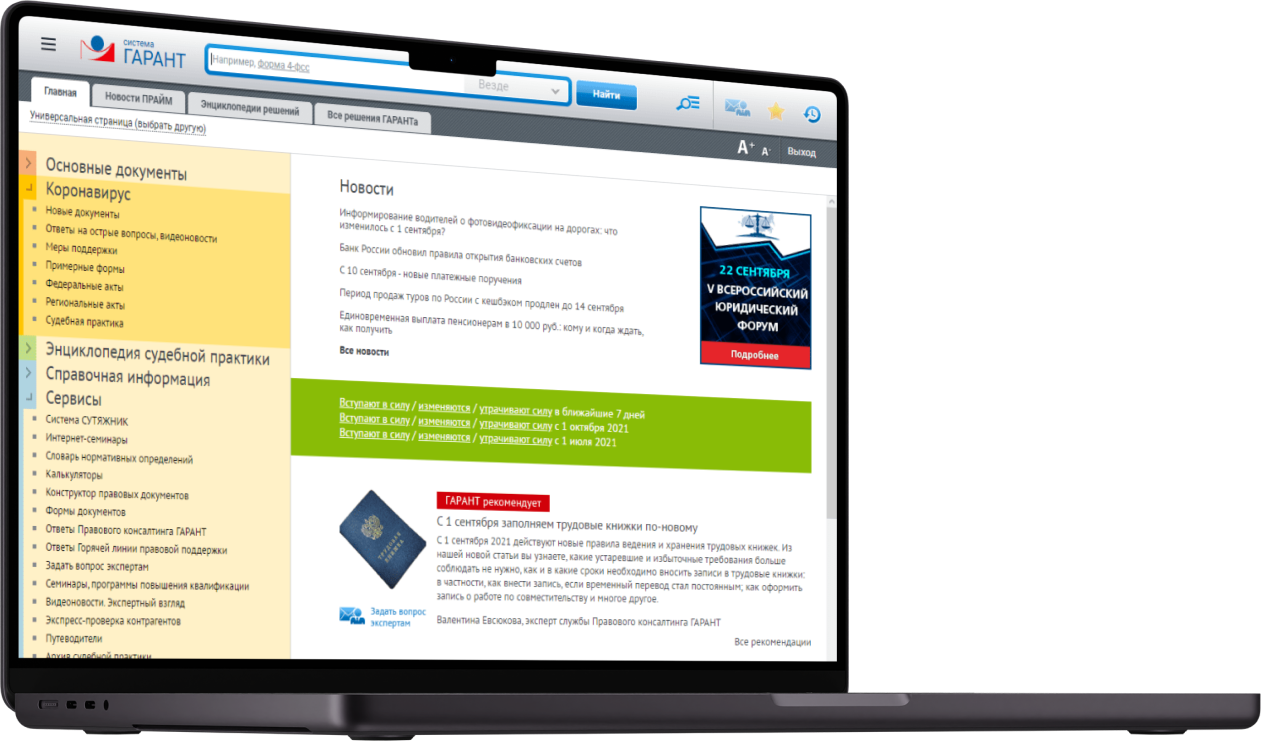 система
ГАРАНТ
Например, форма 4-фсс
Везде
Найти
Главная
Новости ПРАЙМ
Энциклопедии решений
Все решения ГАРАНТа
Универсальная страница (выбрать другую)
А+ А-
Выход
Основные документы
Коронавирус
Новые документы
Ответы на острые вопросы, видеоновости
Меры поддержки
Примерные формы
Федеральные акты
Региональные акты
Судебная практика
Энциклопедия судебной практики
Справочная информация
Сервисы
Система СУТЯЖНИК
Интернет-семинары
Словарь нормативных определений
Калькуляторы
Конструктор правовых документов
Формы документов
Ответы Правового консалтинга ГАРАНТ
Ответы Горячей линии правовой поддержки
Задать вопрос экспертам
Семинары, программы повышения квалификации
Видеоновости. Экспертный взгляд
Экспресс-проверка контрагентов
Путеводители
Архив судебной практики
Новости
Информирование водителей о фотовидеофиксации на дорогах: что
изменилось с 1 сентября?
Банк России обновил правила открытия банковских счетов
С 10 сентября - новые платежные поручения
Период продаж туров по России с кешбэком продлен до 14 сентября
Единовременная выплата пенсионерам в 10 000 руб.: кому и когда ждать,
как получить
Все новости
22 СЕНТЯБРЯ
V ВСЕРОССИЙСКИЙ
ЮРИДИЧЕСКИЙ
ФОРУМ
Подробнее
Вступают в силу / изменяются / утрачивают силу в ближайшие 7 дней
Вступают в силу / изменяются / утрачивают силу с 1 октября 2021
Вступают в силу / изменяются / утрачивают силу с 1 июля 2021
ТРУДОВАЯ
КНИЖКА
ГАРАНТ рекомендует
С 1 сентября заполняем трудовые книжки по-новому
С 1 сентября 2021 действуют новые правила ведения и хранения трудовых книжек. Из
нашей новой статьи вы узнаете, какие устаревшие и избыточные требования больше
соблюдать не нужно, как и в какие сроки необходимо вносить записи в трудовые книжки:
в частности, как внести запись, если временный перевод стал постоянным; как оформить
запись о работе по совместительству и многое другое.
Задать вопрос
экспертам
Валентина Евсюкова, эксперт службы Правового консалтинга ГАРАНТ
Все рекомендации